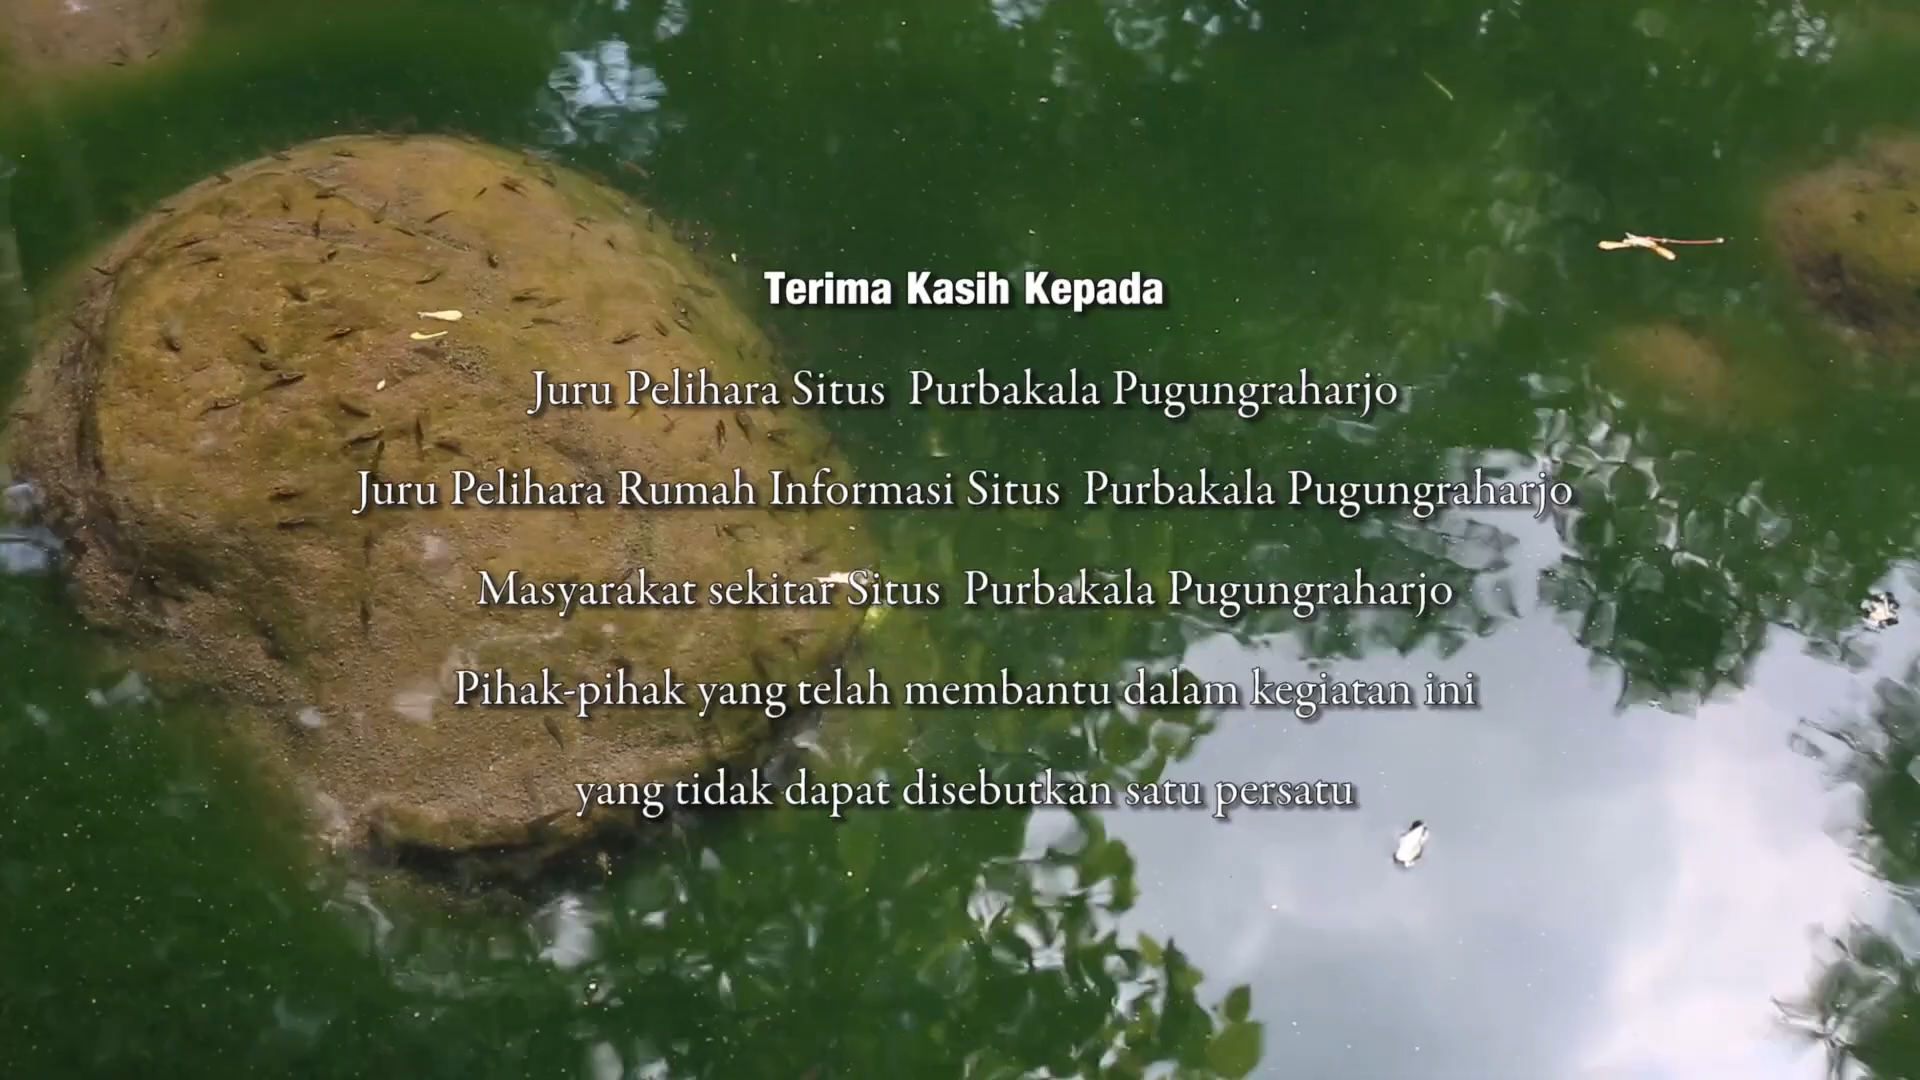 Terima Kasih Kepada
Juru Pelihara Situs  Purbakala Pugungraharjo
Juru Pelihara Rumah Informasi Situs  Purbakala Pugungraharjo
Masyarakat sekitar Situs  Purbakala Pugungraharjo
Pihak-pihak yang telah membantu dalam kegiatan ini
yang tidak dapat disebutkan satu persatu